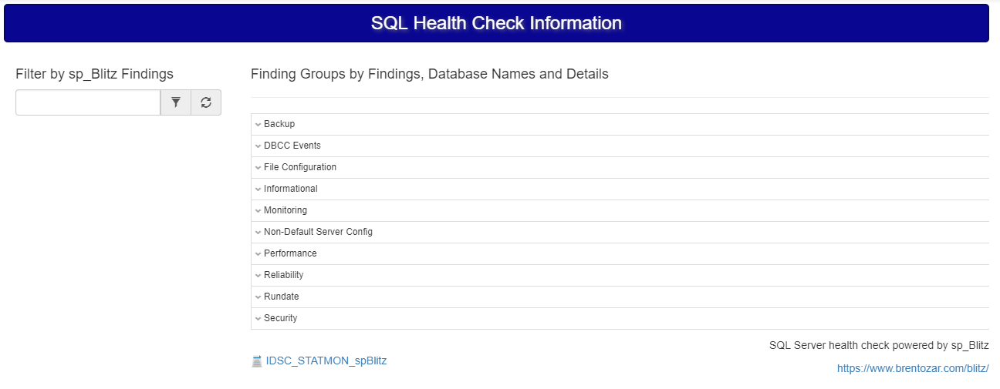 SQL Health Check Information
Filter by sp_Blitz Findings
Finding Groups by Findings, Database Names and Details
Backup
DBCC Events
File Configuration
Informational
Monitoring
Non-Default Server Config
Performance
Reliability
Rundate
Security
SQL Server health check powered by sp_Blitz
IDSC_STATMON_spBlitz
https://www.brentozar.com/blitz/